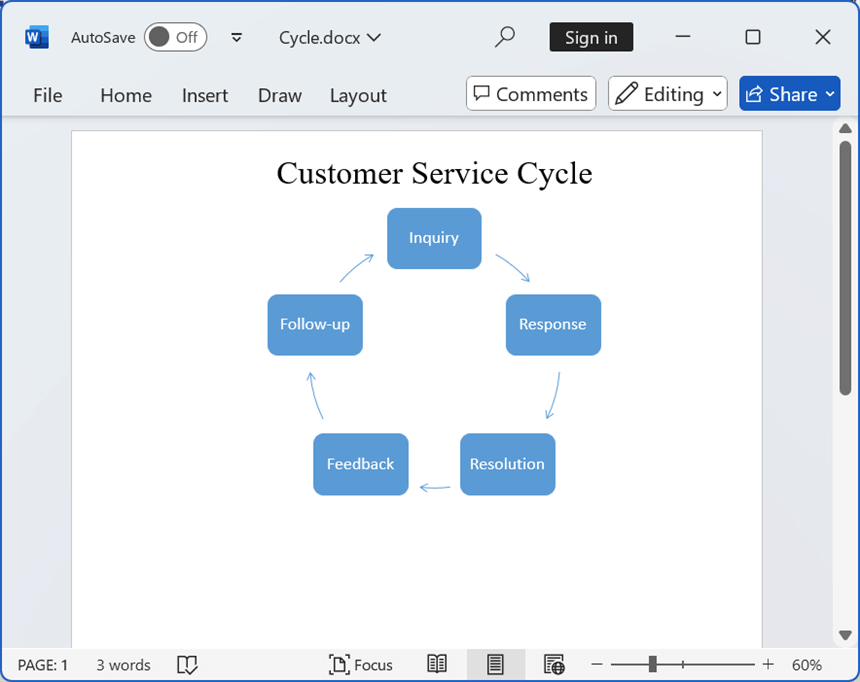 W AutoSave Off Cycle.docx Sign in
File Home Insert Draw Layout Comments Editing Share
Customer Service Cycle
Inquiry
Follow-up Response
Feedback Resolution
PAGE: 1 3 words Focus 60%